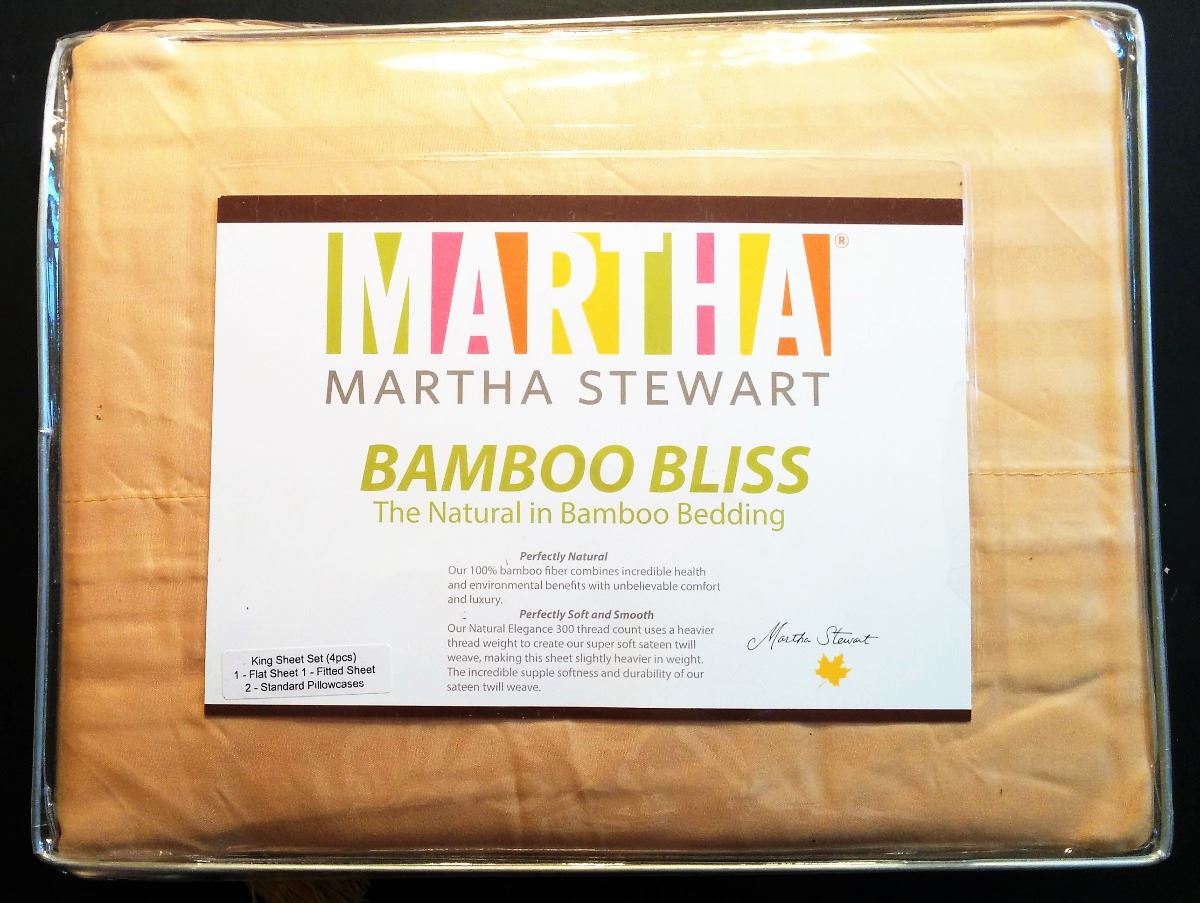 MARTHA®
MARTHA STEWART
BAMBOO BLISS
The Natural in Bamboo Bedding
Perfectly Natural
Our 100% bamboo fiber combines incredible health
and environmental benefits with unbelievable comfort
and luxury.
Perfectly Soft and Smooth
Our Natural Elegance 300 thread count uses a heavier
thread weight to create our super soft sateen twill
weave, making this sheet slightly heavier in weight.
The incredible supple softness and durability of our
sateen twill weave.
Martha Stewart
King Sheet Set (4pcs)
1 - Flat Sheet 1 - Fitted Sheet
2 - Standard Pillowcases